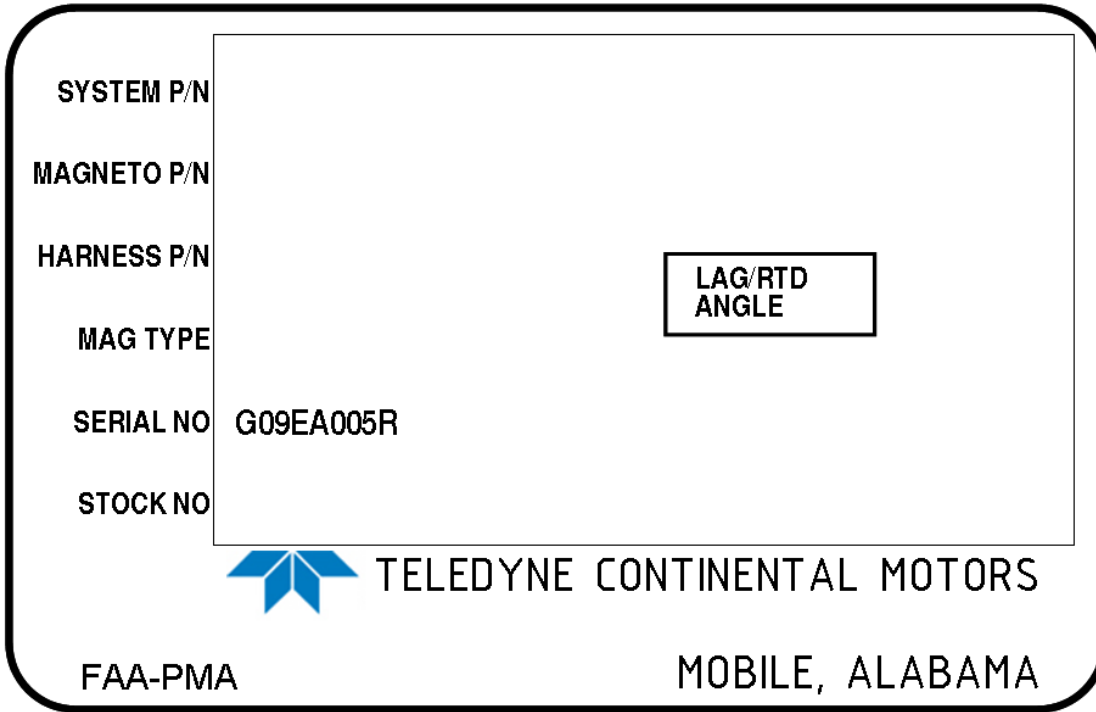 SYSTEM P/N
MAGNETO P/N
HARNESS P/N
LAG/RTD
ANGLE
MAG TYPE
SERIAL NO G09EA005R
STOCK NO
TELEDYNE CONTINENTAL MOTORS
FAA-PMA MOBILE, ALABAMA